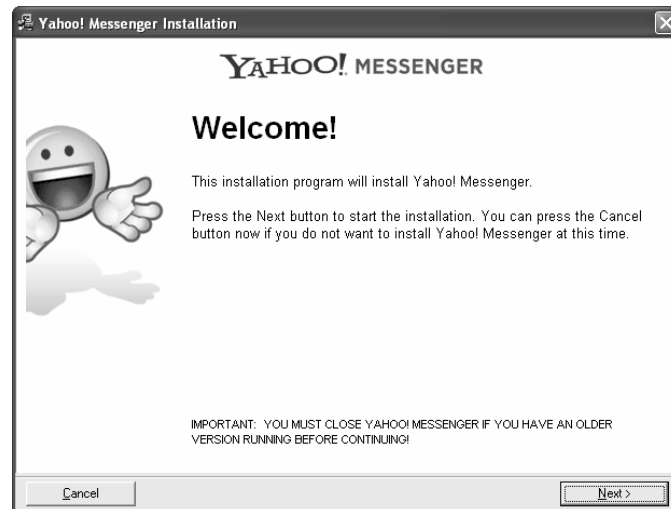 Yahoo! Messenger Installation
YAHOO! MESSENGER
Welcome!
This installation program will install Yahoo! Messenger.
Press the Next button to start the installation. You can press the Cancel
button now if you do not want to install Yahoo! Messenger at this time.
IMPORTANT: YOU MUST CLOSE YAHOO! MESSENGER IF YOU HAVE AN OLDER
VERSION RUNNING BEFORE CONTINUING!
Cancel
Next >